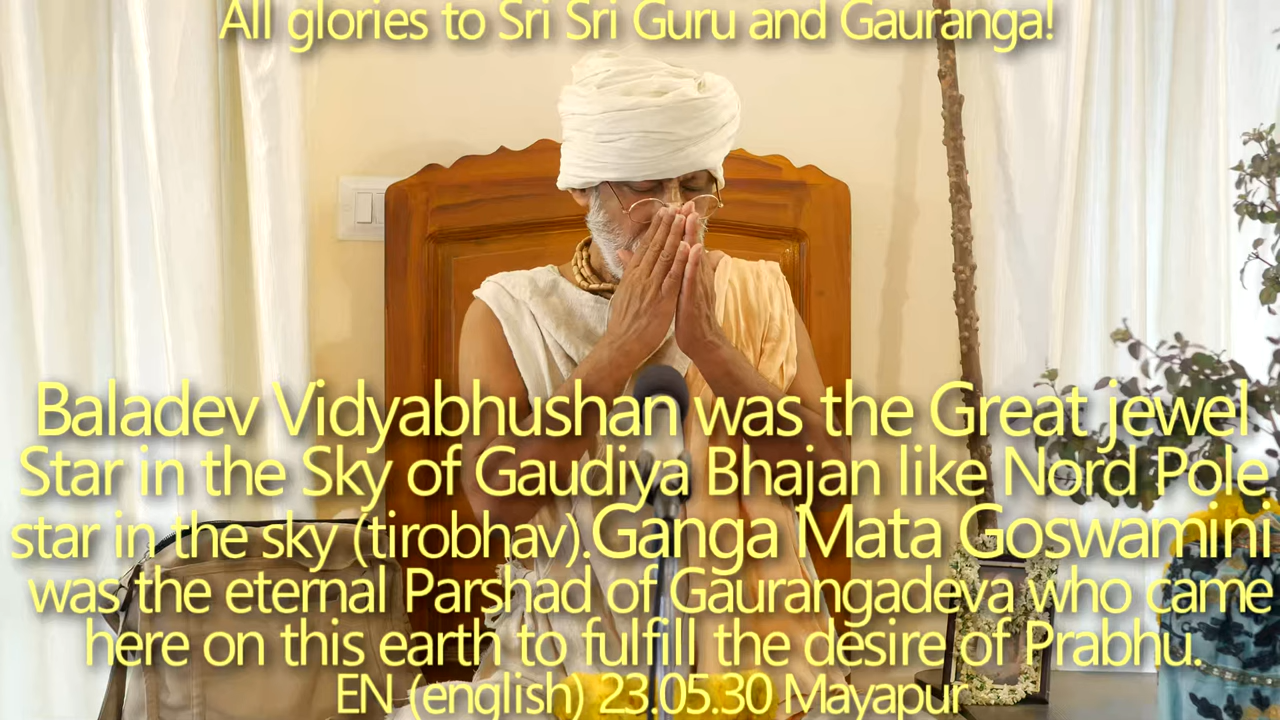 All glories to Sri Sri Guru and Gauranga!
Baladev Vidyabhushan was the Great jewel
Star in the Sky of Gaudiya Bhajan like Nord Pole
star in the sky (tirobhav).Ganga Mata Goswamini
was the eternal Parshad of Gaurangadeva who came
here on this earth to fulfill the desire of Prabhu.
EN (english) 23.05.30 Mayapur